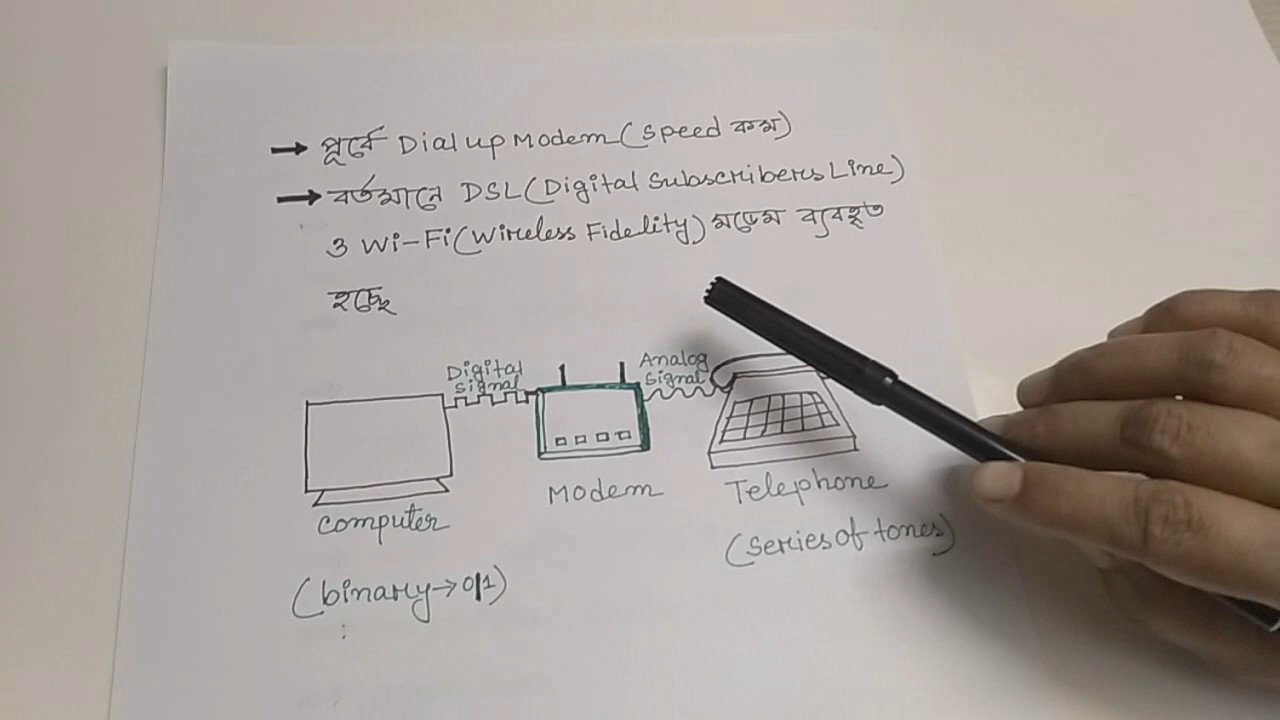 → পূর্বে Dial up Modem (speed কম)
→ বর্তমানে DSL (Digital Subscribers Line)
ও Wi-Fi (Wireless Fidelity) মডেম ব্যবহৃত
হচ্ছে
Digital
signal
Analog
signal
Computer
Modem
Telephone
(binary → 0/1)
(series of tones)